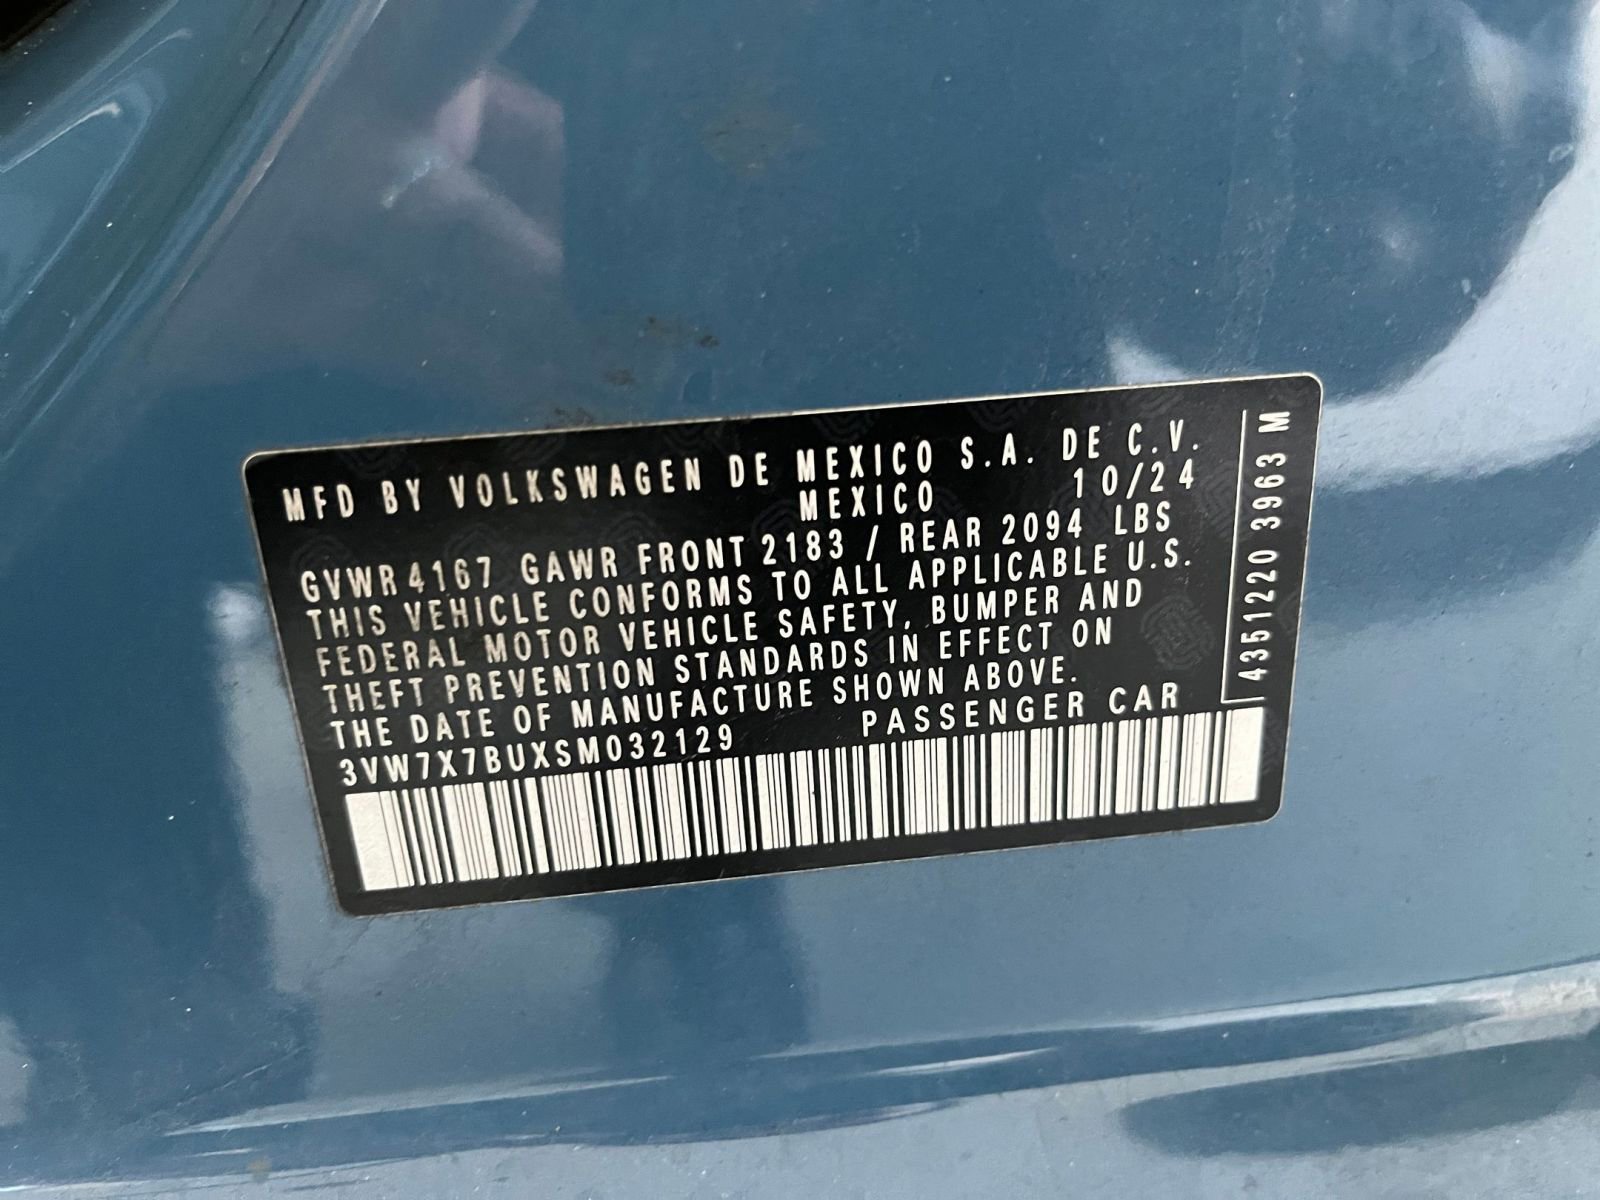 MFD BY VOLKSWAGEN DE MEXICO S.A. DE C.V.
MEXICO 10/24
GVWR 4167 GAWR FRONT 2183 / REAR 2094 LBS
THIS VEHICLE CONFORMS TO ALL APPLICABLE U.S.
FEDERAL MOTOR VEHICLE SAFETY, BUMPER AND
THEFT PREVENTION STANDARDS IN EFFECT ON
THE DATE OF MANUFACTURE SHOWN ABOVE.
3VW7X7BUXSM032129 PASSENGER CAR
4351220 3963 M